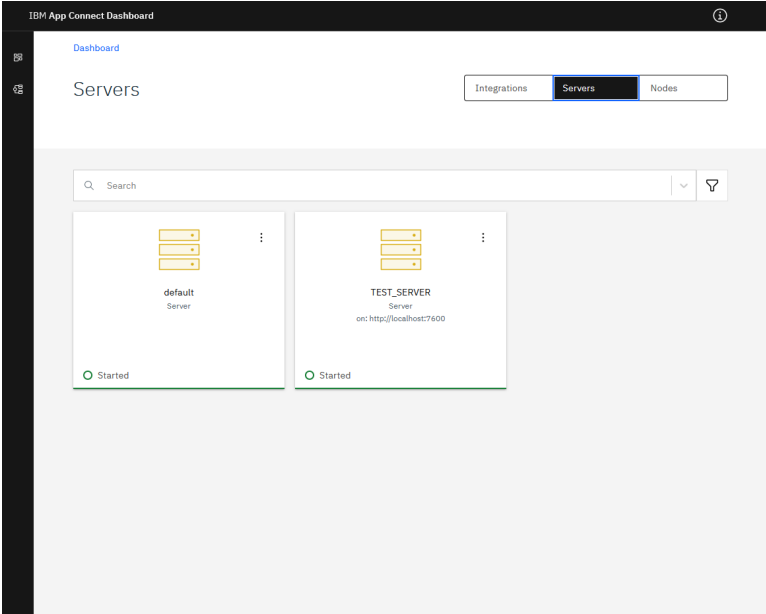 IBM App Connect Dashboard
Dashboard
Servers
Integrations
Servers
Nodes
Search
default
Server
Started
TEST_SERVER
Server
on: http://localhost:7600
Started